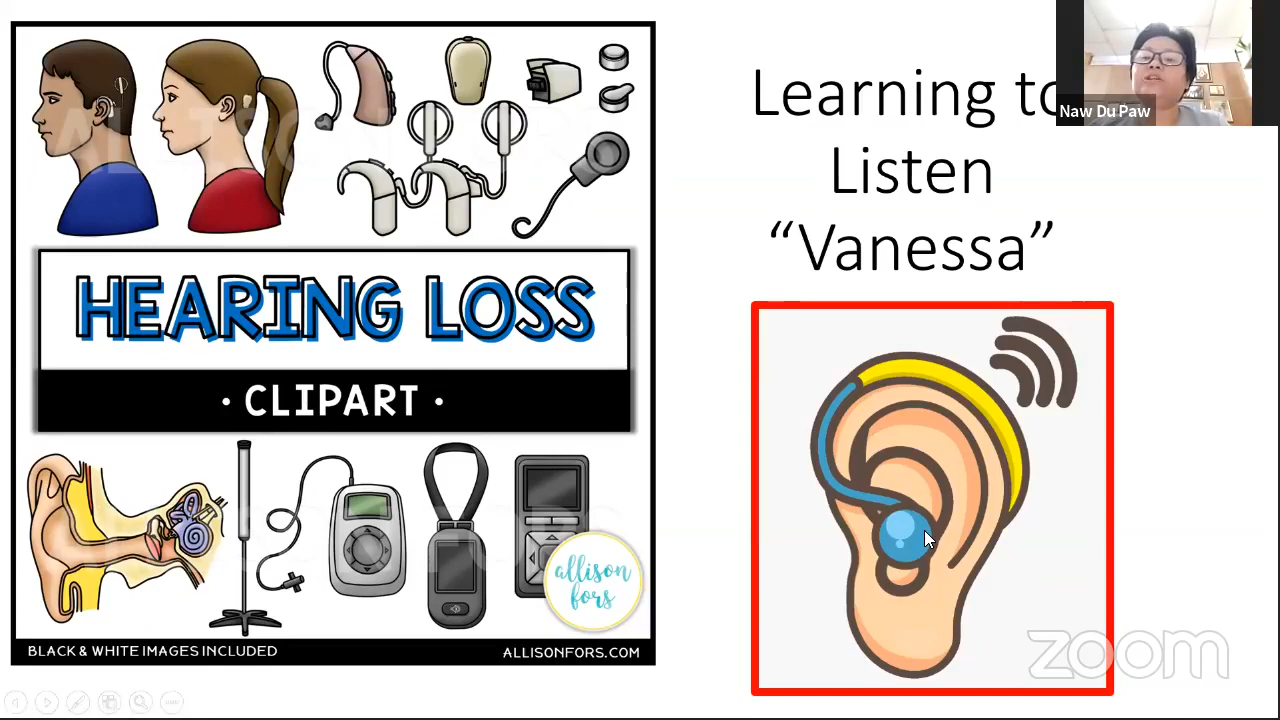 HEARING LOSS
· CLIPART ·
allison
fors
BLACK & WHITE IMAGES INCLUDED
ALLISONFORS.COM
Learning to
Listen
“Vanessa”
Naw Du Paw
zoom